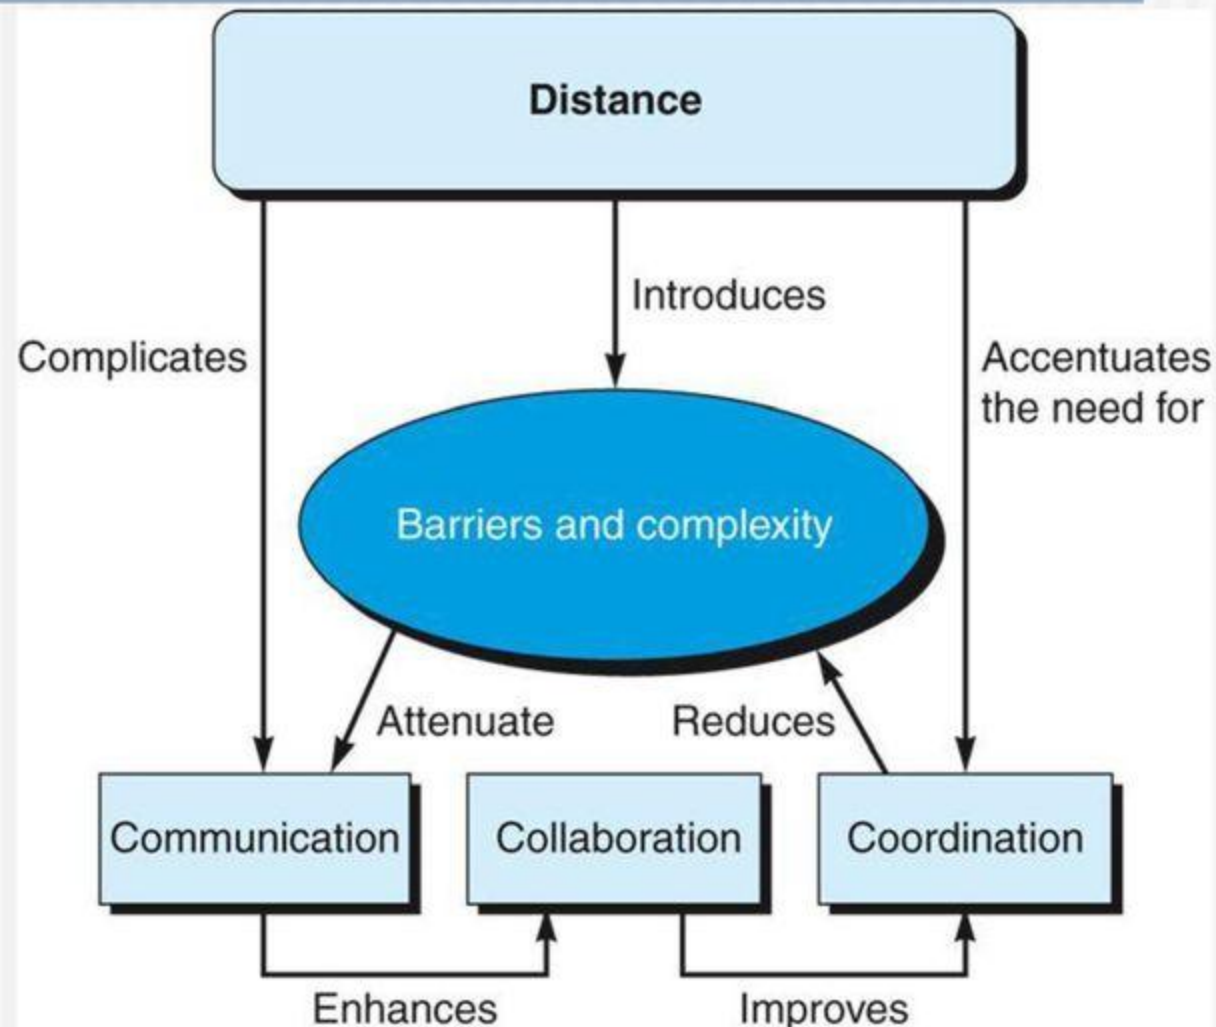 Distance
Introduces
Complicates
Accentuates
the need for
Barriers and complexity
Attenuate
Reduces
Communication
Collaboration
Coordination
Enhances
Improves